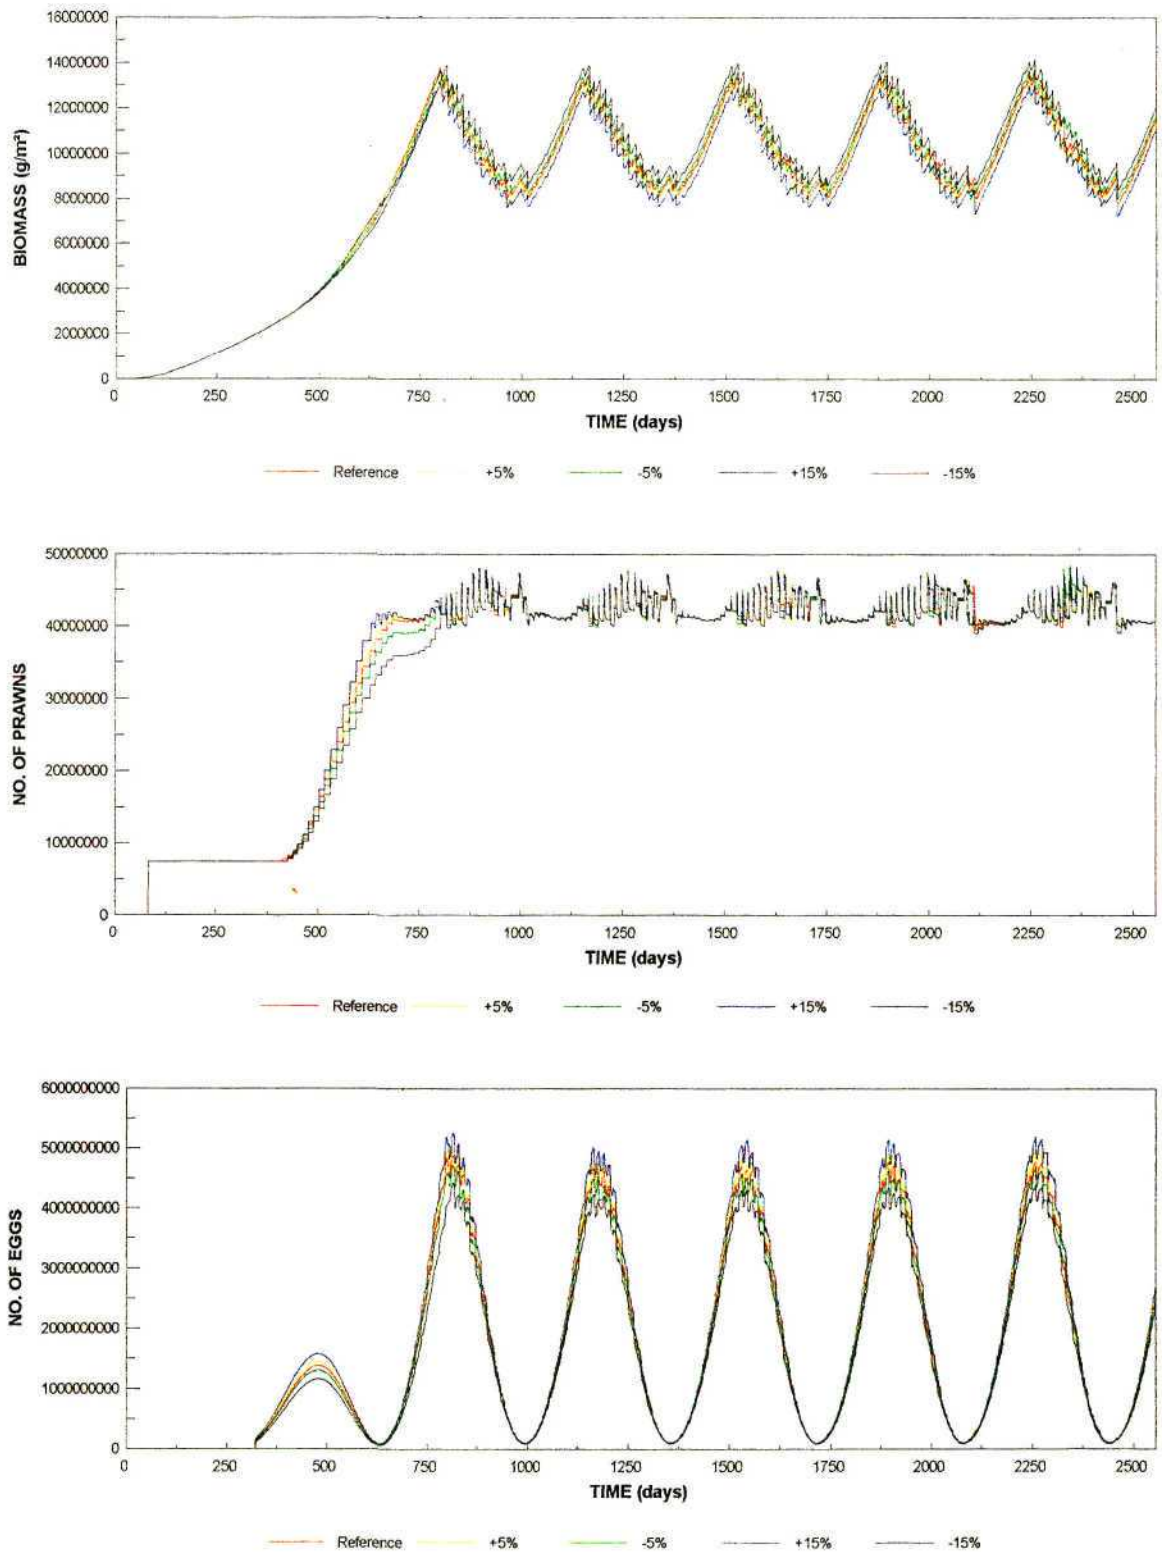 16000000
14000000
12000000
10000000
8000000
6000000
4000000
2000000
0
BIOMASS (g/m²)
0 250 500 750 1000 1250 1500 1750 2000 2250 2500
TIME (days)
Reference +5% -5% +15% -15%
50000000
40000000
30000000
20000000
10000000
0
NO. OF PRAWNS
0 250 500 750 1000 1250 1500 1750 2000 2250 2500
TIME (days)
Reference +5% -5% +15% -15%
6000000000
5000000000
4000000000
3000000000
2000000000
1000000000
0
NO. OF EGGS
0 250 500 750 1000 1250 1500 1750 2000 2250 2500
TIME (days)
Reference +5% -5% +15% -15%